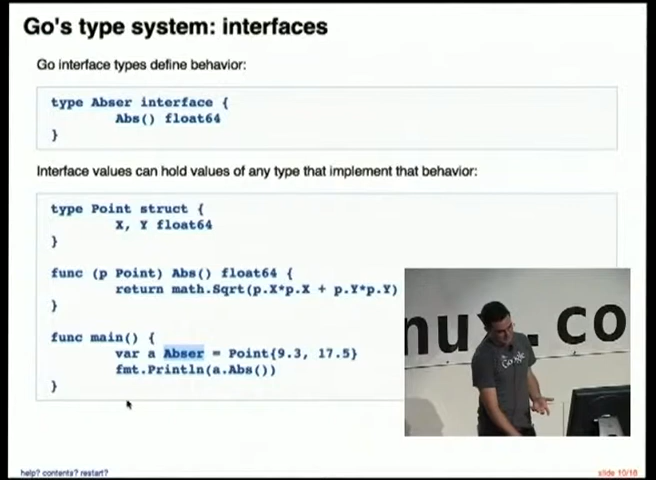 Go's type system: interfaces
Go interface types define behavior:
type Abser interface {
Abs() float64
}
Interface values can hold values of any type that implement that behavior:
type Point struct {
X, Y float64
}
func (p Point) Abs() float64 {
return math.Sqrt(p.X*p.X + p.Y*p.Y)
}
func main() {
var a Abser = Point{9.3, 17.5}
fmt.Println(a.Abs())
}
nu
.co
Google
help? contents? restart?
slide 10/16